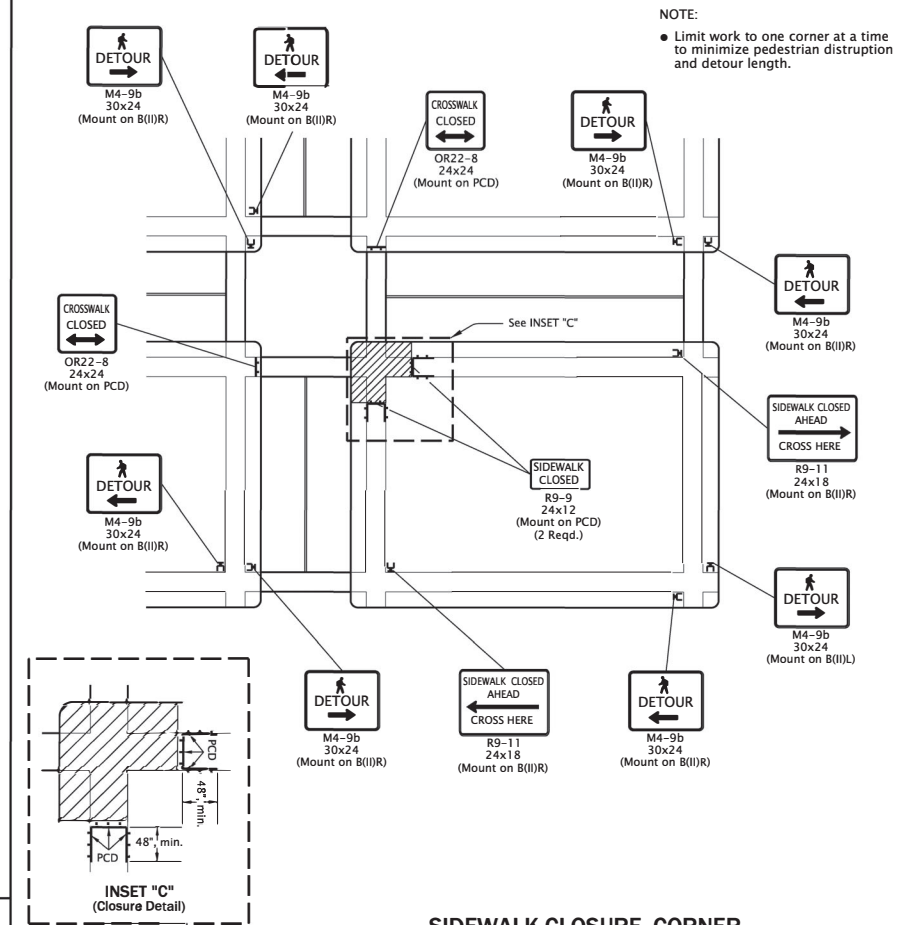 NOTE:
● Limit work to one corner at a time
to minimize pedestrian distruption
and detour length.
DETOUR
M4-9b
30x24
(Mount on B(II)R)
DETOUR
M4-9b
30x24
(Mount on B(II)R)
CROSSWALK
CLOSED
OR22-8
24x24
(Mount on PCD)
DETOUR
M4-9b
30x24
(Mount on B(II)R)
DETOUR
M4-9b
30x24
(Mount on B(II)R)
CROSSWALK
CLOSED
OR22-8
24x24
(Mount on PCD)
See INSET "C"
SIDEWALK CLOSED
AHEAD
CROSS HERE
R9-11
24x18
(Mount on B(II)R)
SIDEWALK
CLOSED
R9-9
24x12
(Mount on PCD)
(2 Reqd.)
DETOUR
M4-9b
30x24
(Mount on B(II)R)
DETOUR
M4-9b
30x24
(Mount on B(II)L)
DETOUR
M4-9b
30x24
(Mount on B(II)R)
SIDEWALK CLOSED
AHEAD
CROSS HERE
R9-11
24x18
(Mount on B(II)R)
DETOUR
M4-9b
30x24
(Mount on B(II)R)
PCD
48", min.
48", min.
PCD
INSET "C"
(Closure Detail)
SIDEWALK CLOSURE, CORNER